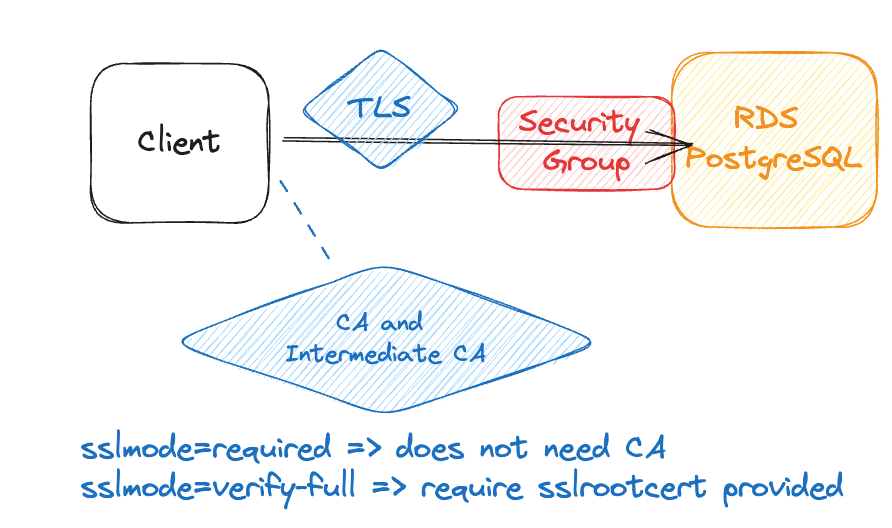 Client
TLS
Security
Group
RDS
PostgreSQL
CA and
Intermediate CA
sslmode=required => does not need CA
sslmode=verify-full => require sslrootcert provided